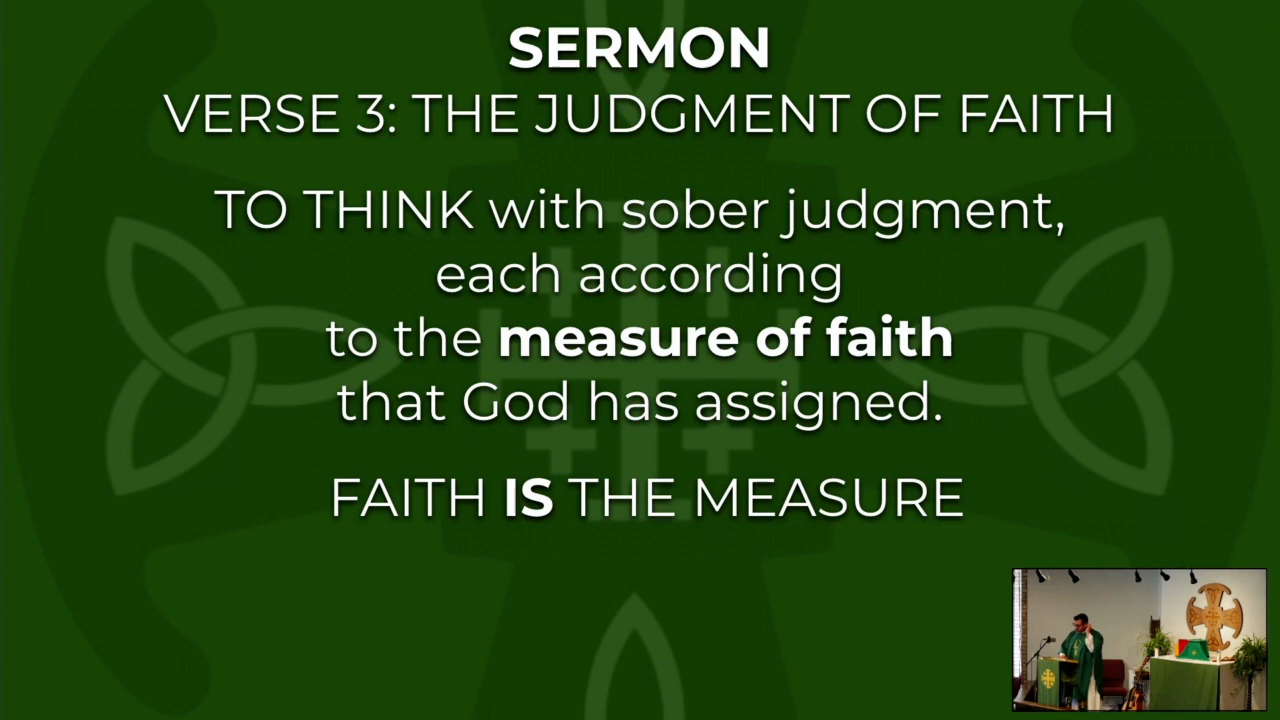 SERMON
VERSE 3: THE JUDGMENT OF FAITH
TO THINK with sober judgment,
each according
to the measure of faith
that God has assigned.
FAITH IS THE MEASURE